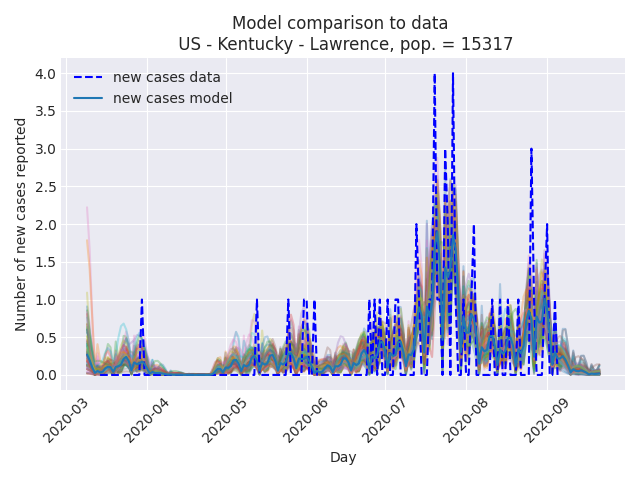 Model comparison to data
US - Kentucky - Lawrence, pop. = 15317
new cases data
new cases model
Number of new cases reported
4.0
3.5
3.0
2.5
2.0
1.5
1.0
0.5
0.0
2020-03
2020-04
2020-05
2020-06
2020-07
2020-08
2020-09
Day